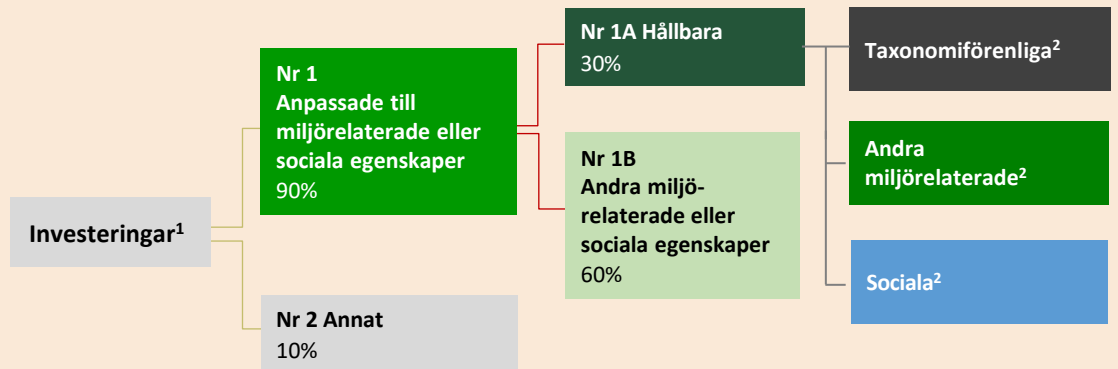 Investeringar¹
Nr 1
Anpassade till
miljörelaterade eller
sociala egenskaper
90%
Nr 2 Annat
10%
Nr 1A Hållbara
30%
Nr 1B
Andra miljö-
relaterade eller
sociala egenskaper
60%
Taxonomiförenliga²
Andra
miljörelaterade²
Sociala²